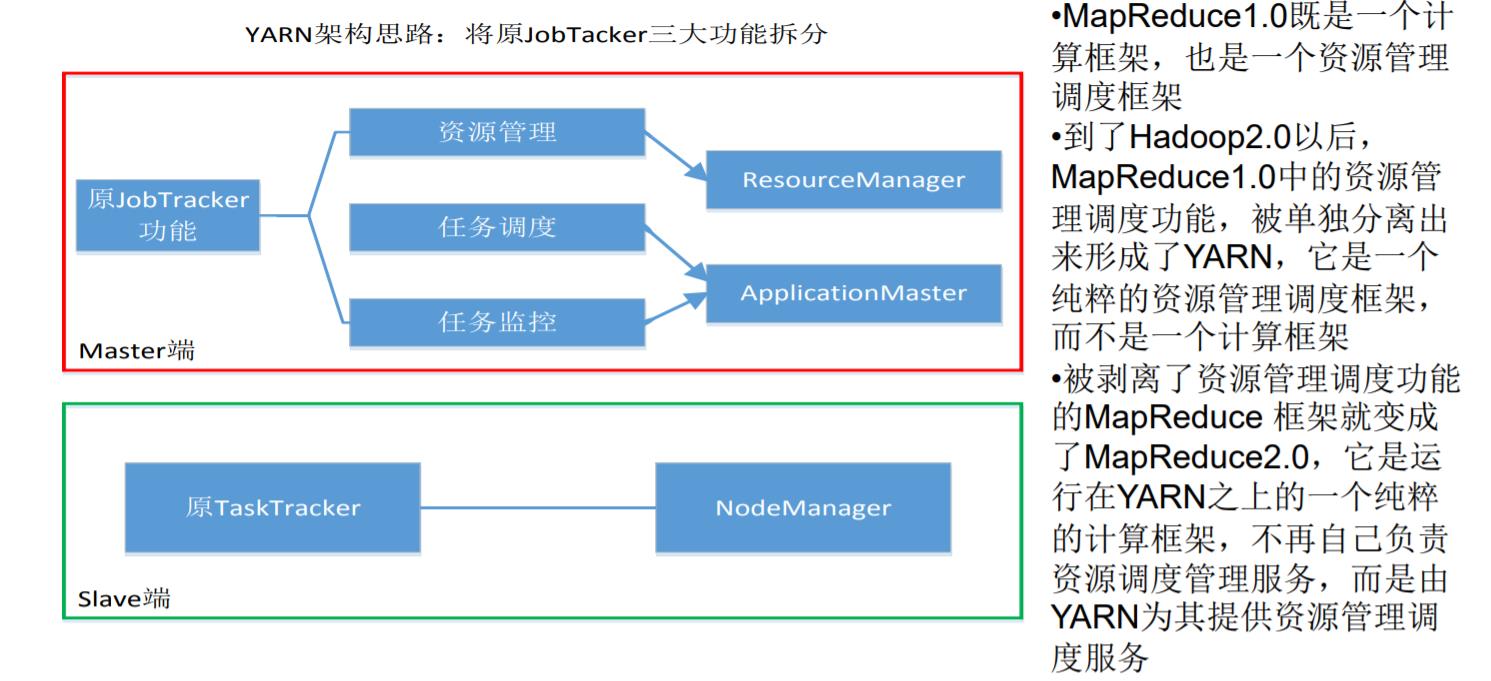 YARN架构思路：将原JobTacker三大功能拆分
原JobTracker
功能
资源管理
任务调度
任务监控
ResourceManager
ApplicationMaster
Master端
原TaskTracker
NodeManager
Slave端
•MapReduce1.0既是一个计
算框架，也是一个资源管理
调度框架
•到了Hadoop2.0以后，
MapReduce1.0中的资源管
理调度功能，被单独分离出
来形成了YARN，它是一个
纯粹的资源管理调度框架，
而不是一个计算框架
•被剥离了资源管理调度功能
的MapReduce 框架就变成
了MapReduce2.0，它是运
行在YARN之上的一个纯粹
的计算框架，不再自己负责
资源调度管理服务，而是由
YARN为其提供资源管理调
度服务